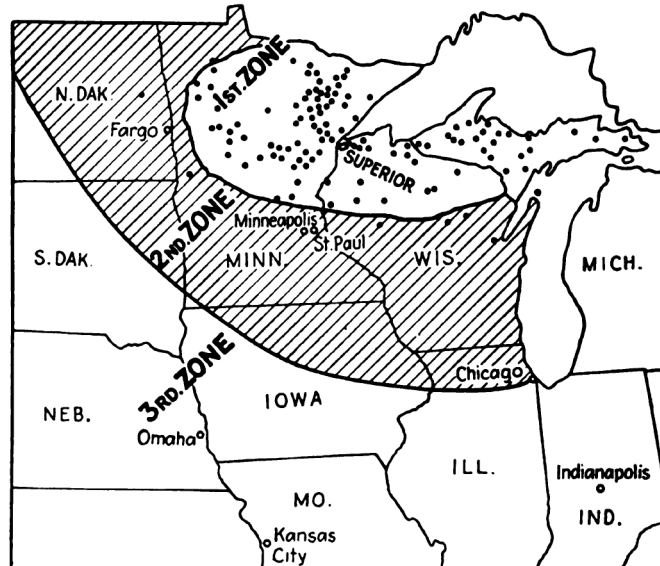 1ST. ZONE
N. DAK.
Fargo
SUPERIOR
2ND. ZONE
Minneapolis
St. Paul
MINN.
WIS.
S. DAK.
MICH.
3RD. ZONE
Chicago
IOWA
NEB.
Omaha
ILL.
Indianapolis
MO.
IND.
Kansas
City